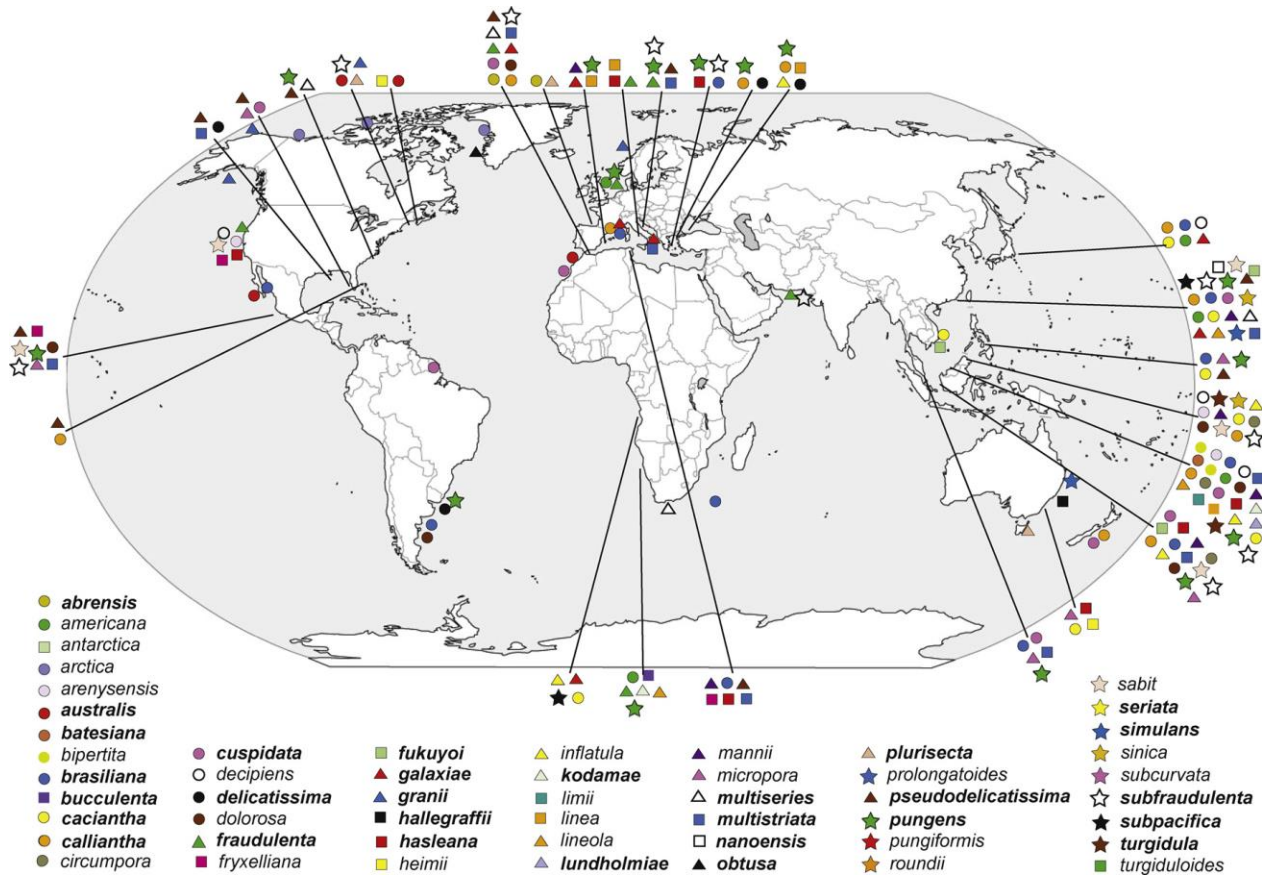 abrensis
americana
antarctica
arctica
arenysensis
australis
batesiana
bipertita
brasiliana
bucculenta
caciantha
calliantha
circumpora
cuspidata
decipiens
delicatissima
dolorosa
fraudulenta
fryxelliana
fukuyoi
galaxiae
granii
hallegraffii
hasleana
heimii
inflatula
kodamae
limii
linea
lineola
lundholmiae
mannii
micropora
multiseries
multistriata
nanoensis
obtusa
plurisecta
prolongatoides
pseudodelicatissima
pungens
pungiformis
roundii
sabit
seriata
simulans
sinica
subcurvata
subfraudulenta
subpacifica
turgidula
turgiduloides